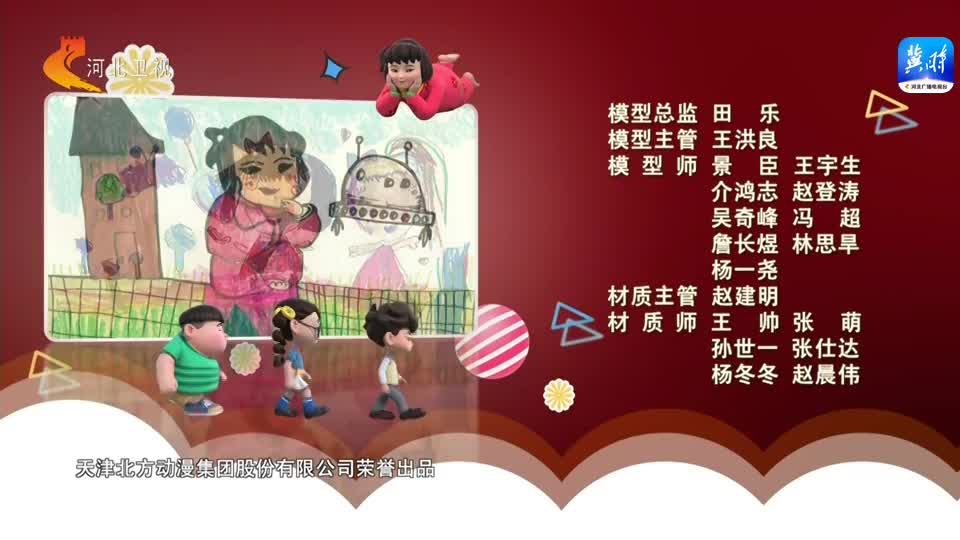 河北卫视
冀时
河北广播电视台
模型总监 田 乐
模型主管 王洪良
模 型 师 景 臣 王宇生
介鸿志 赵登涛
吴奇峰 冯 超
詹长煜 林思旱
杨一尧
材质主管 赵建明
材 质 师 王 帅 张 萌
孙世一 张仕达
杨冬冬 赵晨伟
天津北方动漫集团股份有限公司荣誉出品